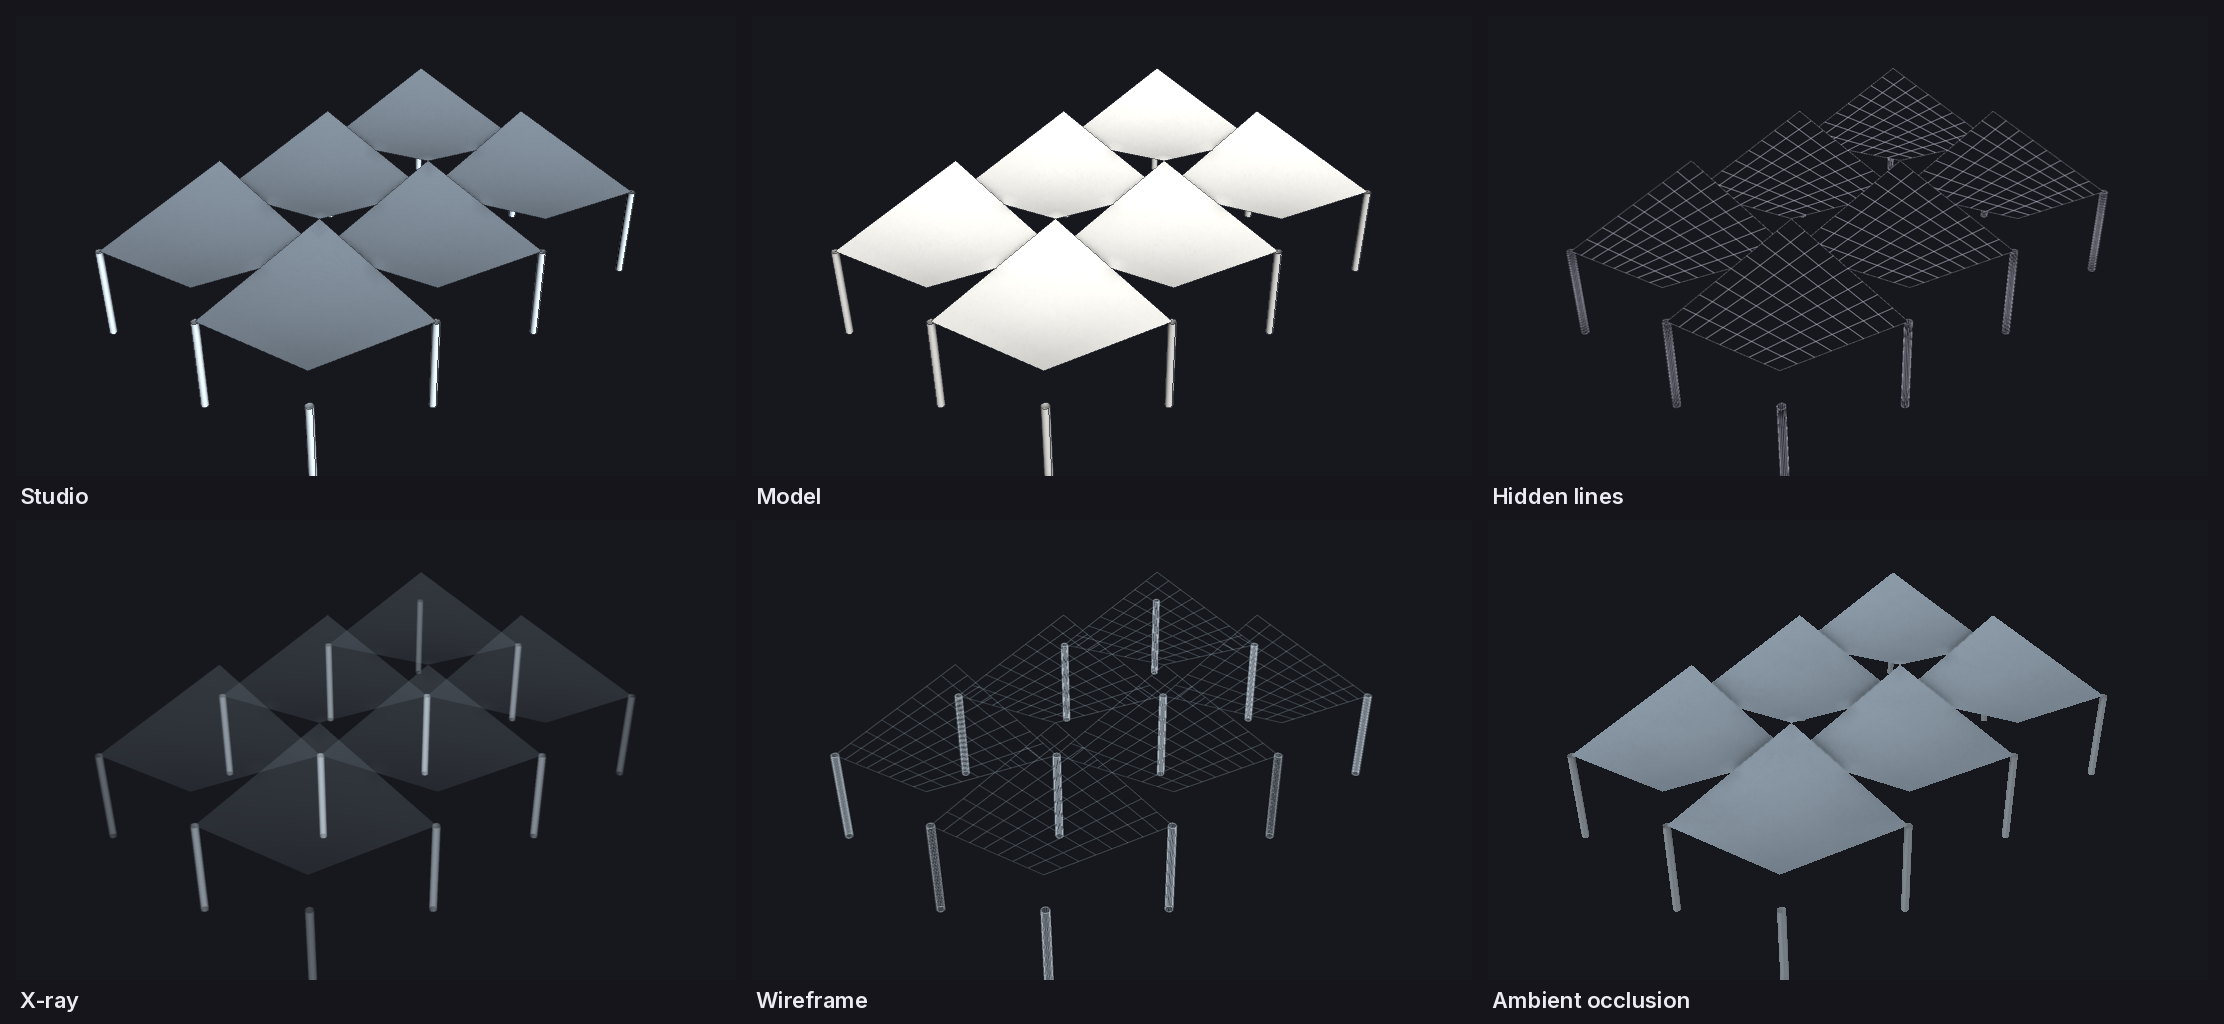 Studio
Model
Hidden lines
X-ray
Wireframe
Ambient occlusion